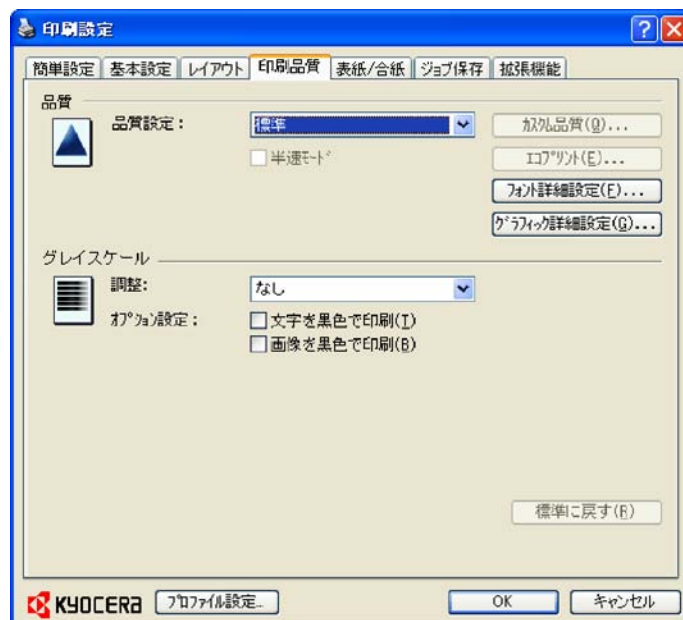 印刷設定
簡単設定 基本設定 レイアウト 印刷品質 表紙/合紙 ジョブ保存 拡張機能
品質
品質設定: 標準 カスタム品質(Q)...
半速モード エコプリント(E)...
フォント詳細設定(F)...
グラフィック詳細設定(G)...
グレイスケール
調整: なし
オプション設定: 文字を黒色で印刷(I)
画像を黒色で印刷(B)
標準に戻す(R)
KYOCERA プロファイル設定... OK キャンセル